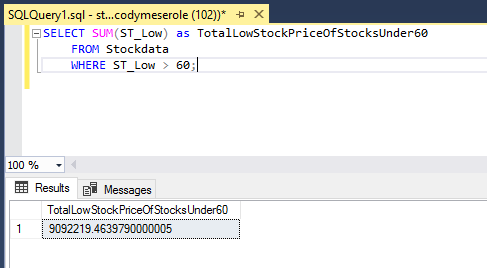 SQLQuery1.sql - st...codymeserole (102))*
SELECT SUM(ST_Low) as TotalLowStockPriceOfStocksUnder60
FROM Stockdata
WHERE ST_Low > 60;
100 %
Results Messages
TotalLowStockPriceOfStocksUnder60
1 9092219.4639790000005